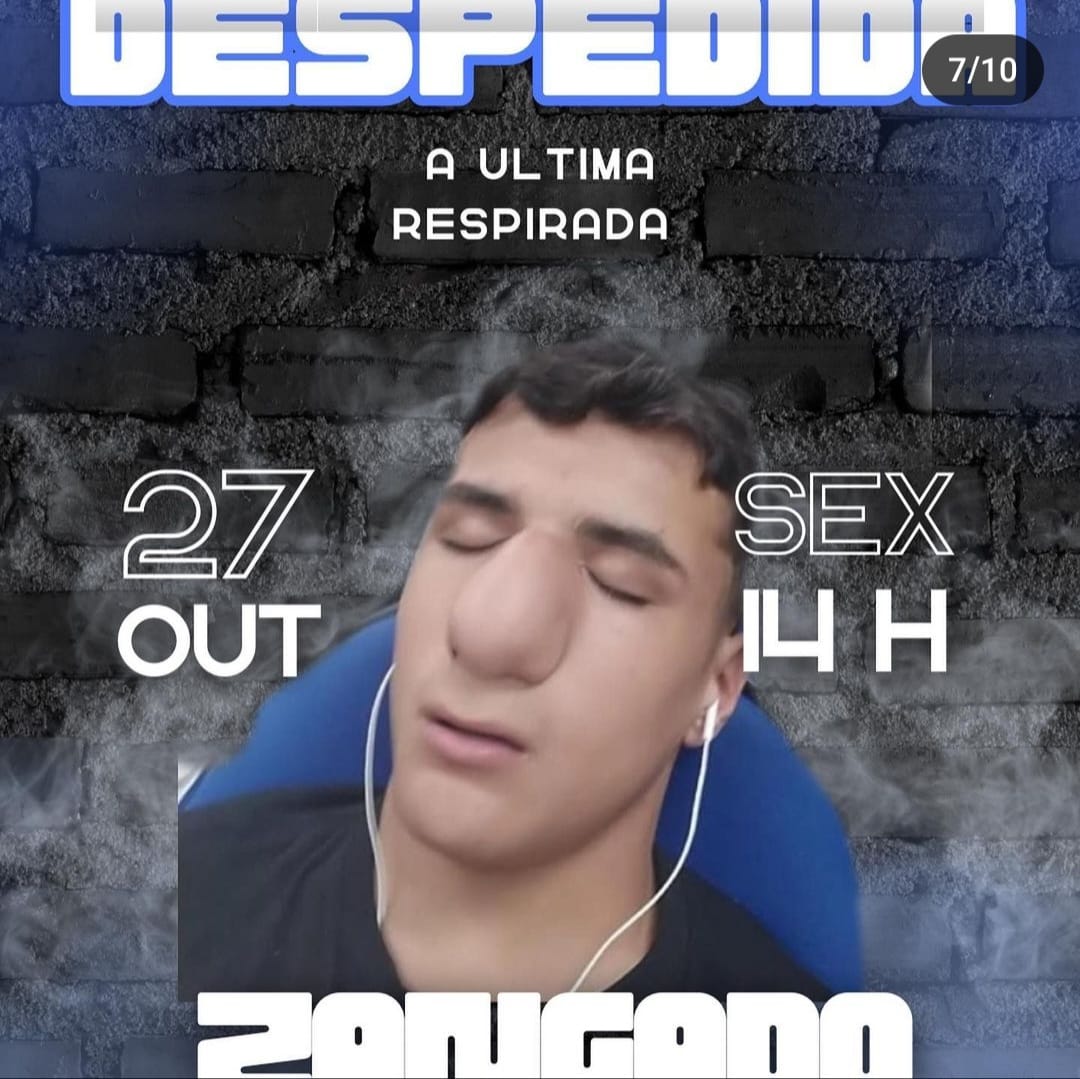 DESPEDIDA
7/10
A ULTIMA
RESPIRADA
27
OUT
SEX
14 H
ZANGADO